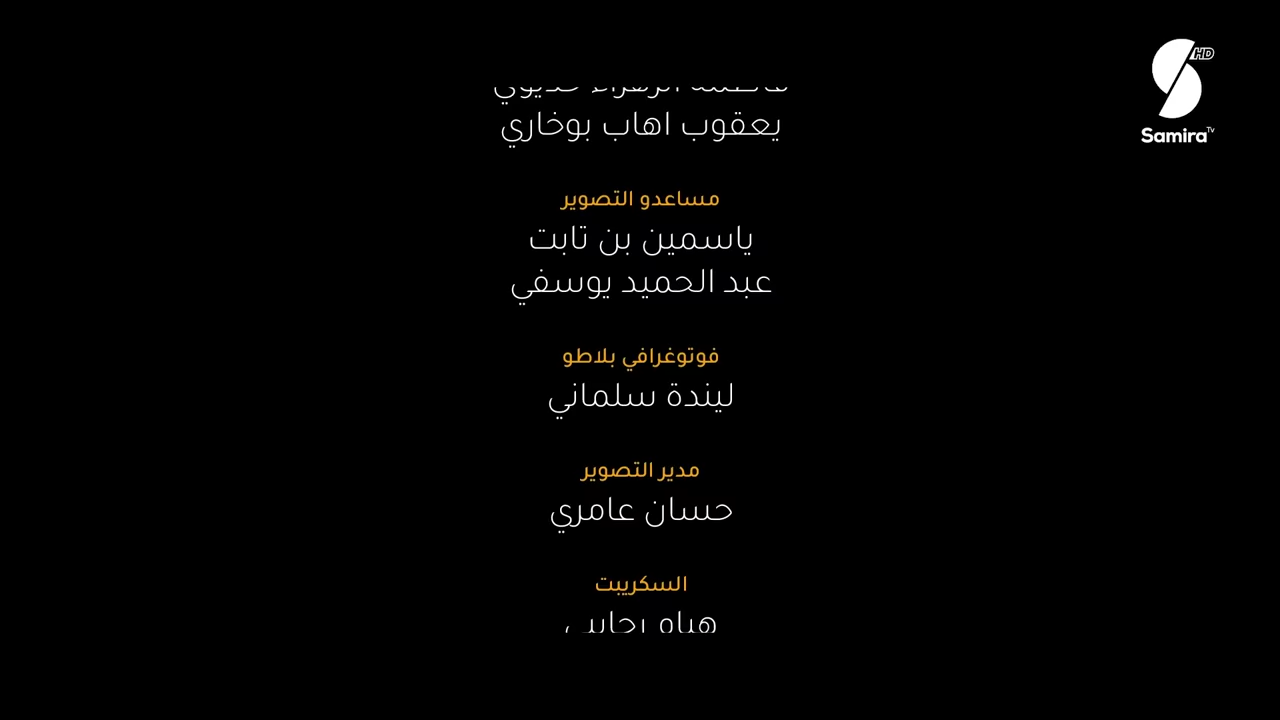 يعقوب اهاب بوخاري
مساعدو التصوير
ياسمين بن تابت
عبد الحميد يوسفي
فوتوغرافي بلاطو
ليندة سلماني
مدير التصوير
حسان عامري
السكريبت
HD
Samira Tv